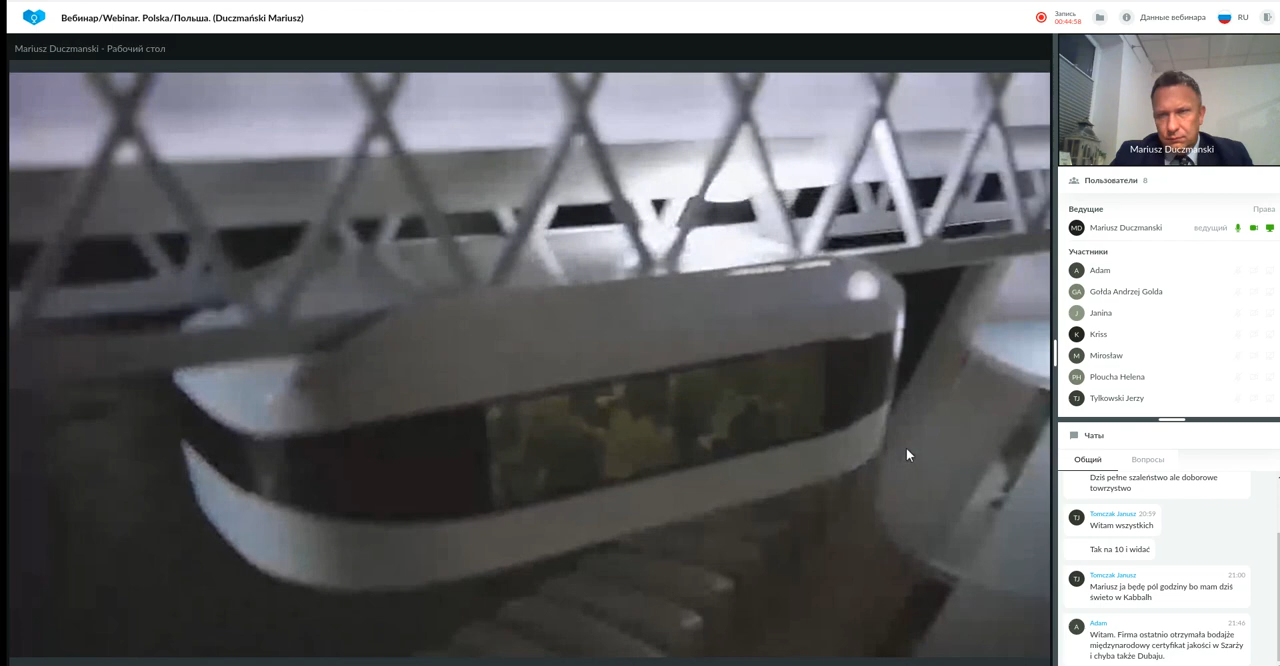 Вебинар/Webinar. Polska/Польша. (Duczmański Mariusz)
Запись
00:44:58
Данные вебинара
RU
Mariusz Duczmanski - Рабочий стол
Mariusz Duczmanski
Пользователи 8
Ведущие Права
MD Mariusz Duczmanski ведущий
Участники
A Adam
GA Gołda Andrzej Golda
J Janina
K Kriss
M Mirosław
PH Ploucha Helena
TJ Tylkowski Jerzy
Чаты
Общий Вопросы
Dziś pełne szaleństwo ale doborowe
towrzystwo
TJ Tomczak Janusz 20:59
Witam wszystkich
Tak na 10 i widać
TJ Tomczak Janusz 21:00
Mariusz ja będę pól godziny bo mam dziś
świeto w Kabbalh
A Adam 21:46
Witam. Firma ostatnio otrzymała bodajże
międzynarodowy certyfikat jakości w Szarży
i chyba także Dubaju.